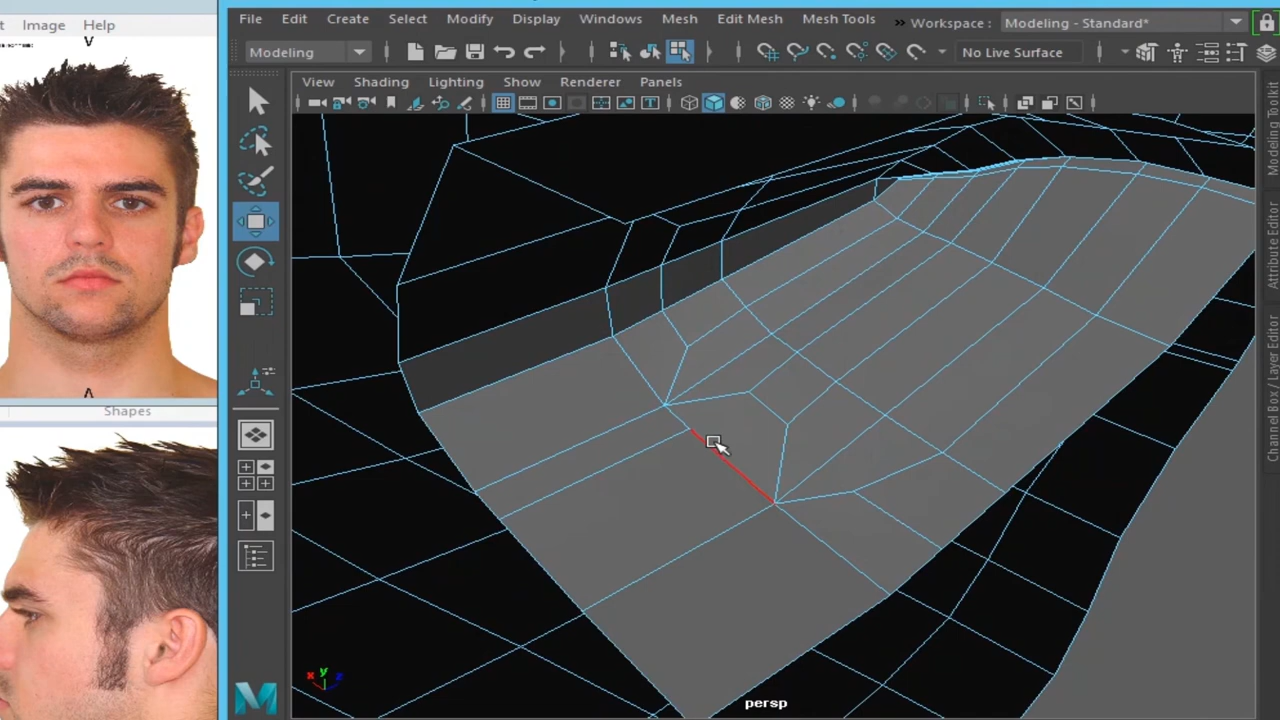 Image Help
Shapes
File Edit Create Select Modify Display Windows Mesh Edit Mesh Mesh Tools » Workspace : Modeling - Standard*
Modeling No Live Surface
View Shading Lighting Show Renderer Panels
persp
x y z
M
Modeling Toolkit
Attribute Editor
Channel Box / Layer Editor